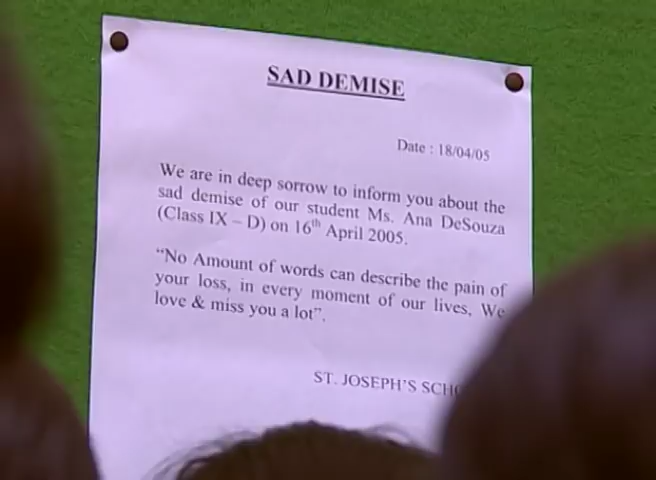 SAD DEMISE
Date : 18/04/05
We are in deep sorrow to inform you about the
sad demise of our student Ms. Ana DeSouza
(Class IX – D) on 16th April 2005.
“No Amount of words can describe the pain of
your loss, in every moment of our lives, We
love & miss you a lot”.
ST. JOSEPH'S